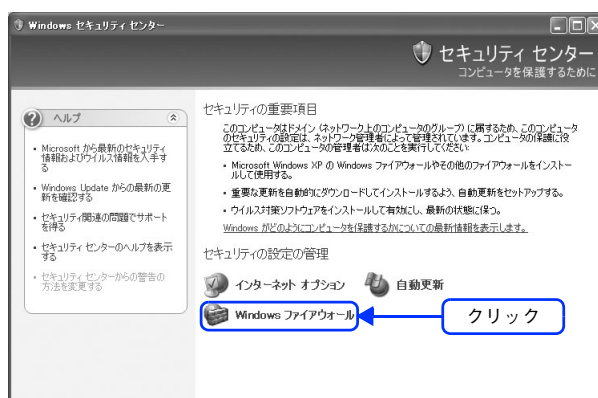 Windows セキュリティ センター
セキュリティ センター
コンピュータを保護するために
ヘルプ
• Microsoft から最新のセキュリティ
情報およびウイルス情報を入手す
る
• Windows Update からの最新の更
新を確認する
• セキュリティ関連の問題でサポート
を得る
• セキュリティ センターのヘルプを表示
する
• セキュリティ センターからの警告の
方法を変更する
セキュリティの重要項目
このコンピュータはドメイン (ネットワーク上のコンピュータのグループ) に属するため、このコンピュータ
のセキュリティの設定は、ネットワーク管理者によって管理されています。コンピュータの保護に役
立てるため、このコンピュータの管理者は次のことを実行してください:
• Microsoft Windows XP の Windows ファイアウォールやその他のファイアウォールをインストー
ルして使用する。
• 重要な更新を自動的にダウンロードしてインストールするよう、自動更新をセットアップする。
• ウイルス対策ソフトウェアをインストールして有効にし、最新の状態に保つ。
Windows がどのようにコンピュータを保護するかについての最新情報を表示します。
セキュリティの設定の管理
インターネット オプション
自動更新
Windows ファイアウォール
クリック